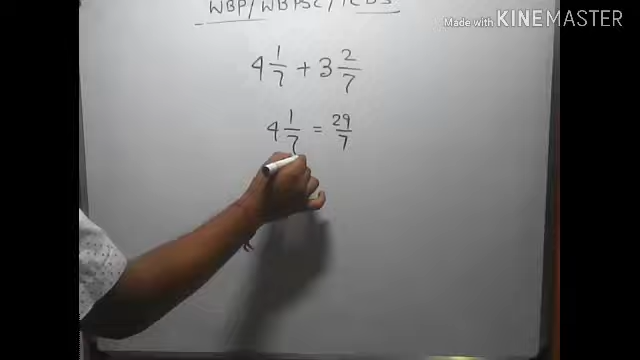 Made with KINEMASTER
WBP/WBPSC/ICDS
4 1/7 + 3 2/7
4 1/7 = 29/7